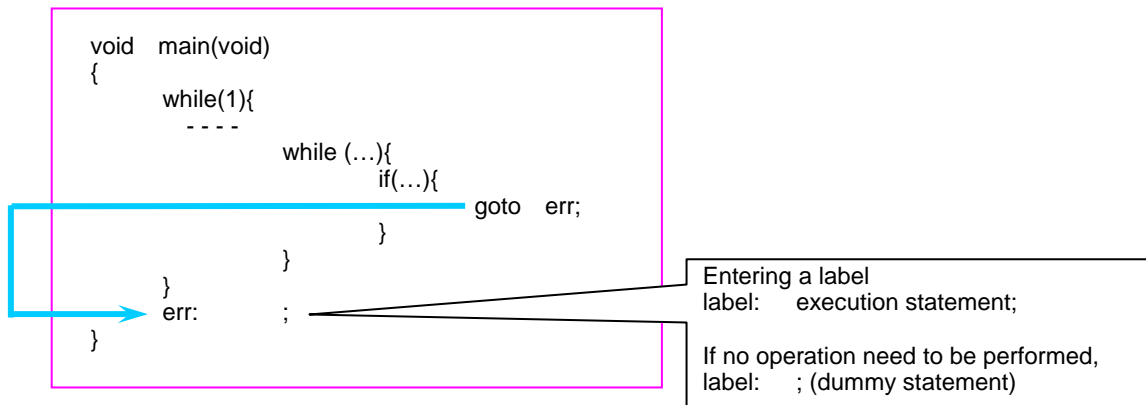 void main(void)
{
while(1){
- - - -
while (…){
if(…){
goto err;
}
}
}
err: ;
}
Entering a label
label: execution statement;
If no operation need to be performed,
label: ; (dummy statement)